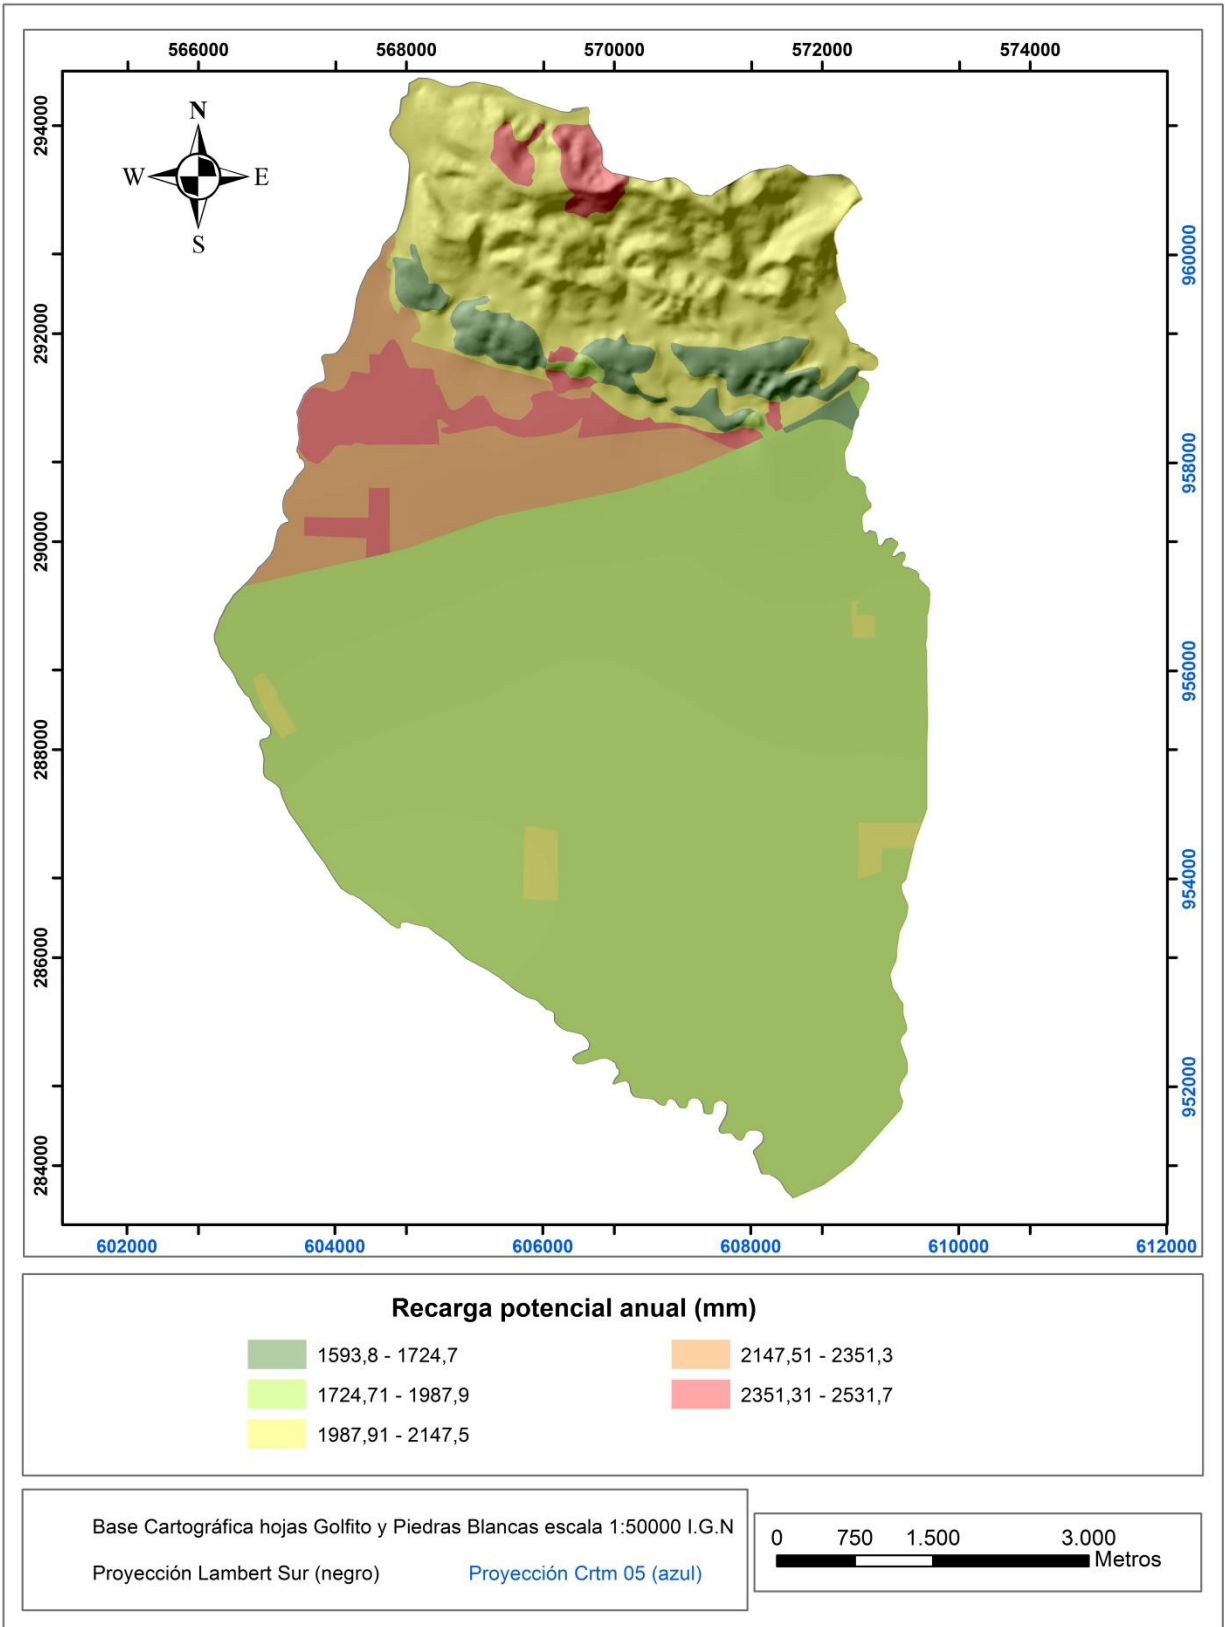 566000 568000 570000 572000 574000
N
W E
S
294000
292000
290000
288000
286000
284000
960000
958000
956000
954000
952000
602000 604000 606000 608000 610000 612000
Recarga potencial anual (mm)
1593,8 - 1724,7
1724,71 - 1987,9
1987,91 - 2147,5
2147,51 - 2351,3
2351,31 - 2531,7
Base Cartográfica hojas Golfito y Piedras Blancas escala 1:50000 I.G.N
Proyección Lambert Sur (negro) Proyección Crtm 05 (azul)
0 750 1.500 3.000
Metros